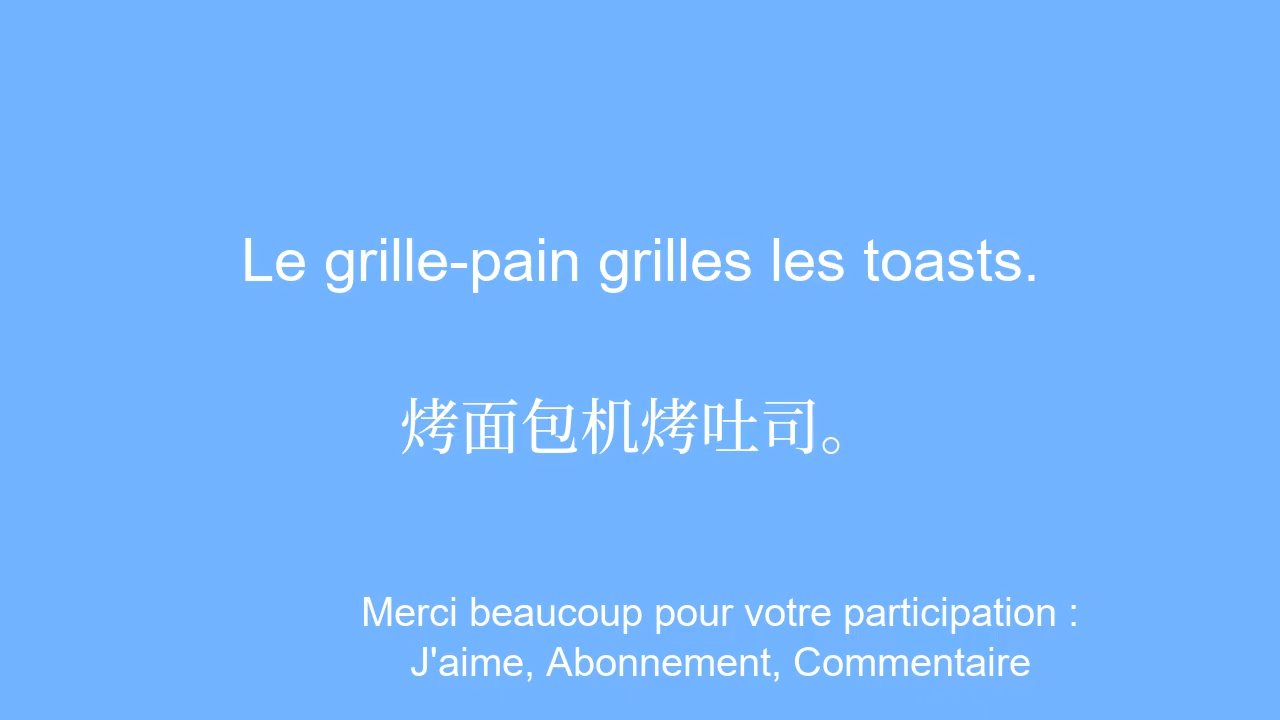 Le grille-pain grilles les toasts.
烤面包机烤吐司。
Merci beaucoup pour votre participation :
J'aime, Abonnement, Commentaire